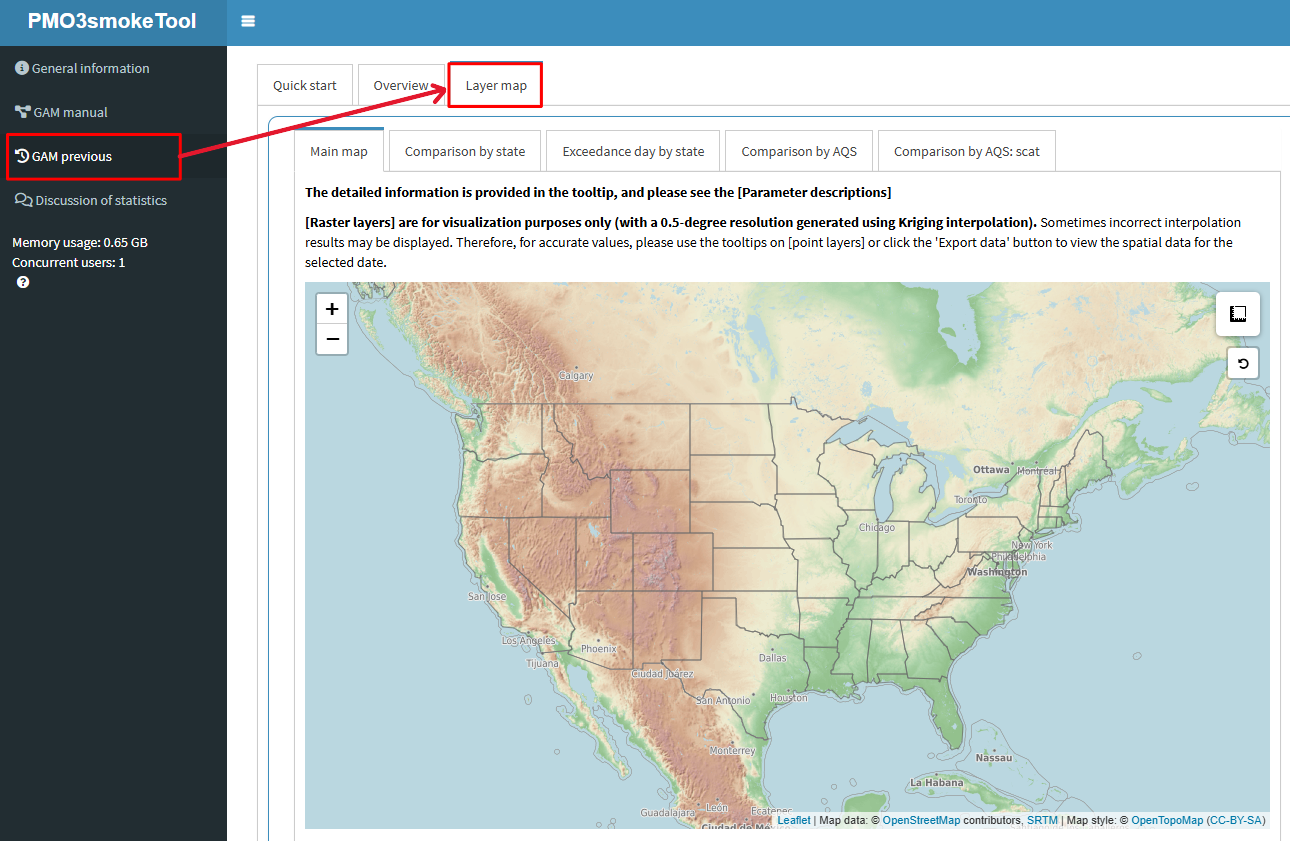 PMO3smokeTool
General information
GAM manual
GAM previous
Discussion of statistics
Memory usage: 0.65 GB
Concurrent users: 1
Quick start
Overview
Layer map
Main map
Comparison by state
Exceedance day by state
Comparison by AQS
Comparison by AQS: scat
The detailed information is provided in the tooltip, and please see the [Parameter descriptions]
[Raster layers] are for visualization purposes only (with a 0.5-degree resolution generated using Kriging interpolation). Sometimes incorrect interpolation
results may be displayed. Therefore, for accurate values, please use the tooltips on [point layers] or click the 'Export data' button to view the spatial data for the
selected date.
+
−
Calgary
Ottawa
Montréal
Toronto
Chicago
New York
Philadelphia
Washington
San Jose
Los Angeles
Phoenix
Tijuana
Dallas
Ciudad Juárez
San Antonio
Houston
Monterrey
Nassau
La Habana
León
Guadalajara
Ecatepec
Ciudad de México
Leaflet | Map data: © OpenStreetMap contributors, SRTM | Map style: © OpenTopoMap (CC-BY-SA)